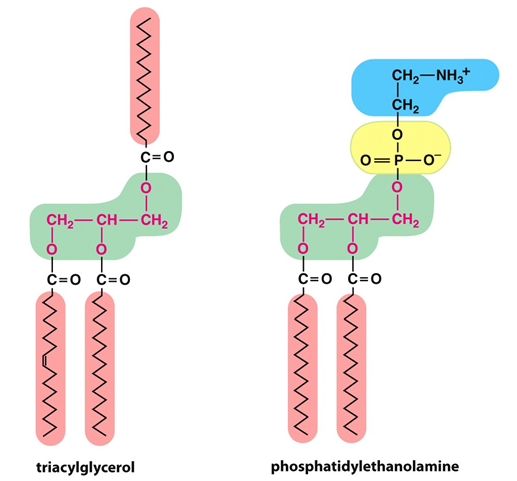 C=O
O
CH₂—CH—CH₂
O O
C=O C=O
triacylglycerol
CH₂—NH₃⁺
CH₂
O
O=P—O⁻
O
CH₂—CH—CH₂
O O
C=O C=O
phosphatidylethanolamine